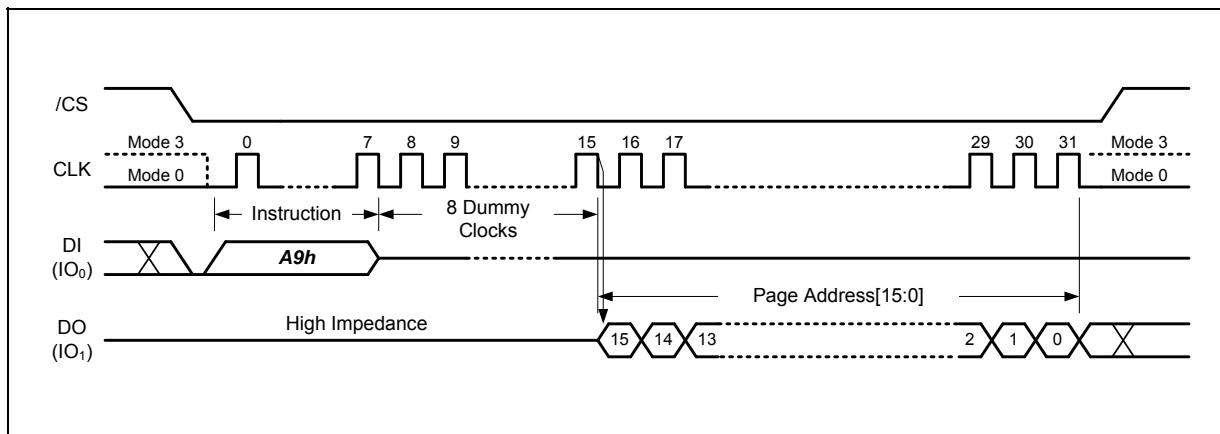 /CS
Mode 3 0 7 8 9 15 16 17 29 30 31 Mode 3
CLK
Mode 0 Mode 0
Instruction 8 Dummy
Clocks
DI
(IO₀)
A9h
Page Address[15:0]
DO
(IO₁)
High Impedance
15 14 13 2 1 0